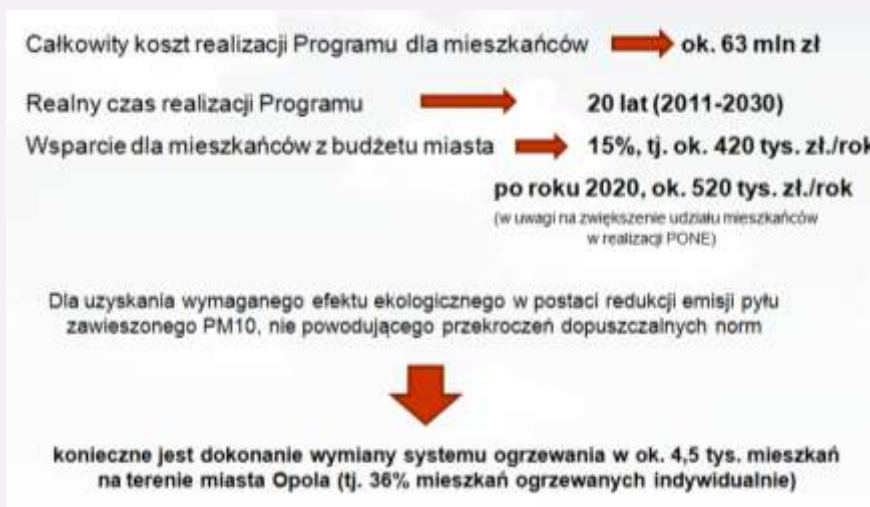 Całkowity koszt realizacji Programu dla mieszkańców ok. 63 mln zł
Realny czas realizacji Programu 20 lat (2011-2030)
Wsparcie dla mieszkańców z budżetu miasta 15%, tj. ok. 420 tys. zł./rok
po roku 2020, ok. 520 tys. zł./rok
(w uwagi na zwiększenie udziału mieszkańców
w realizacji PONE)
Dla uzyskania wymaganego efektu ekologicznego w postaci redukcji emisji pyłu
zawieszonego PM10, nie powodującego przekroczeń dopuszczalnych norm
konieczne jest dokonanie wymiany systemu ogrzewania w ok. 4,5 tys. mieszkań
na terenie miasta Opola (tj. 36% mieszkań ogrzewanych indywidualnie)